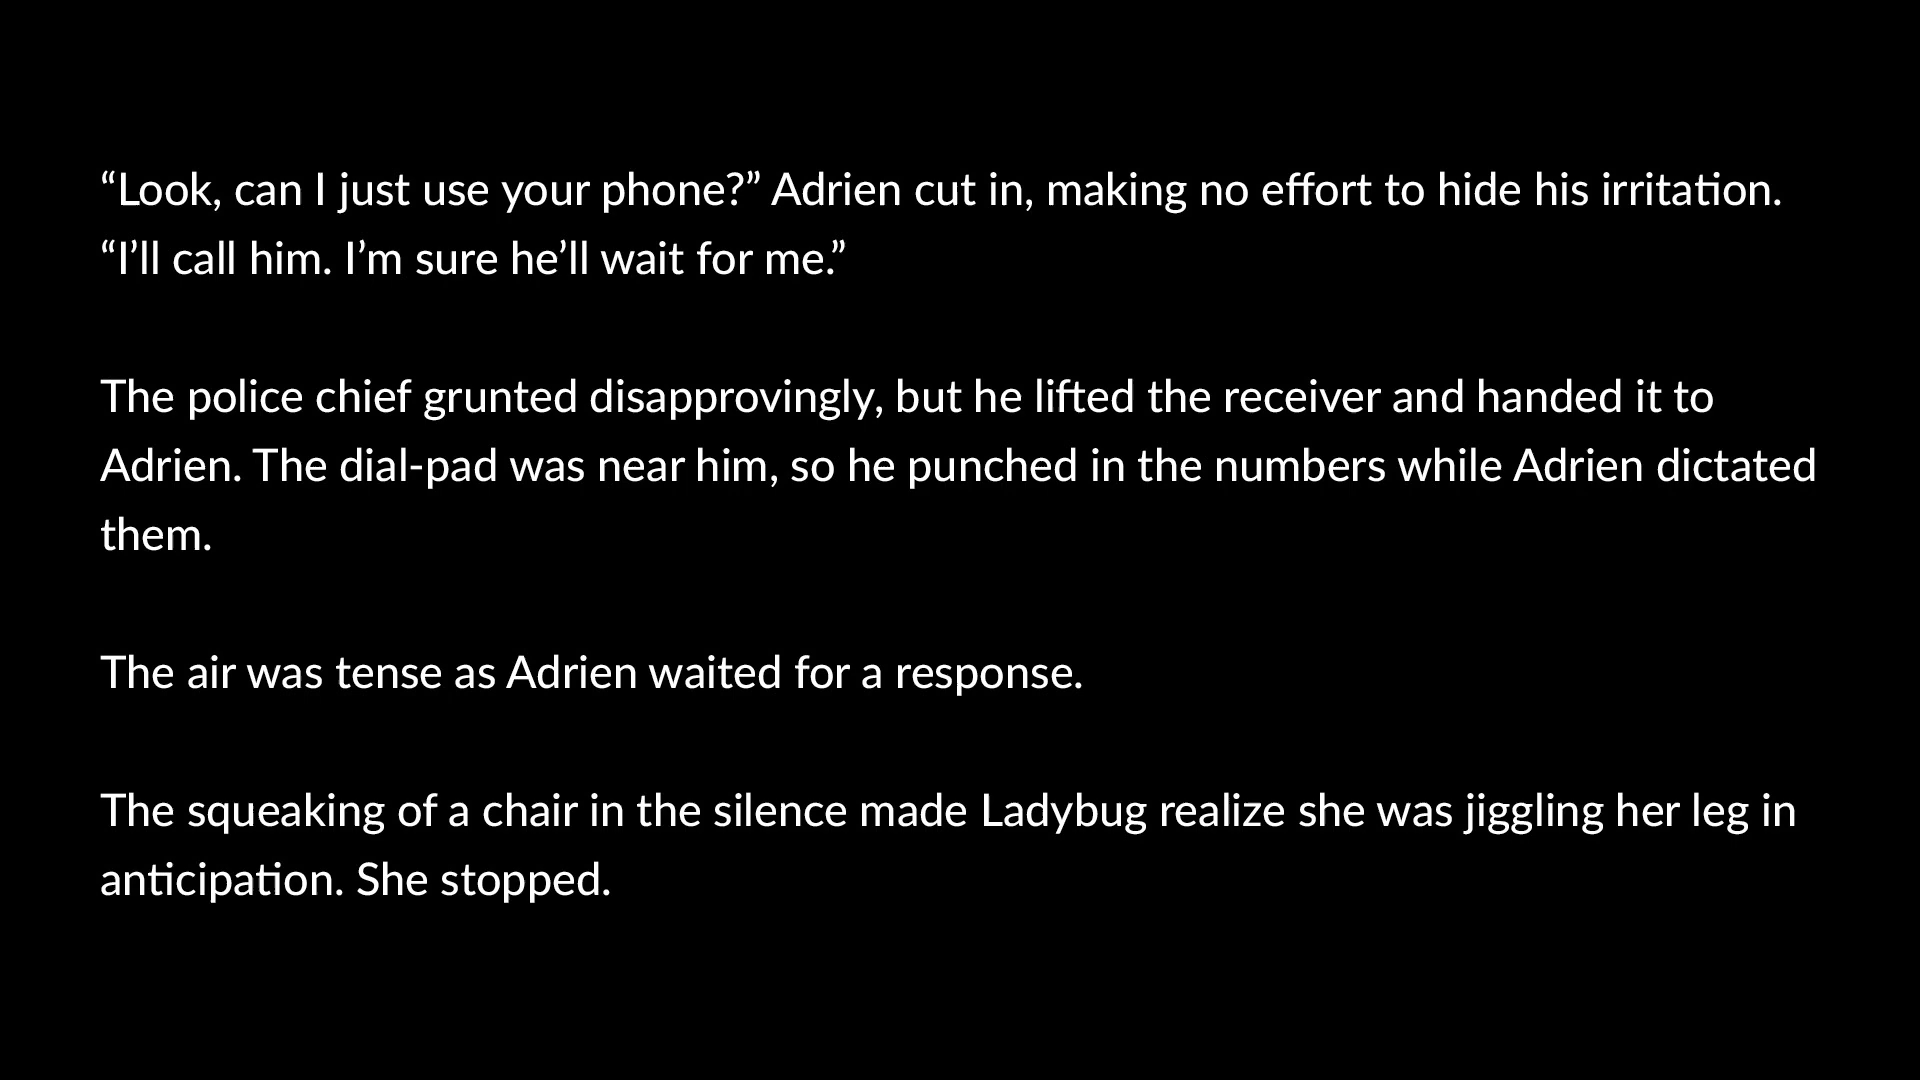 “Look, can I just use your phone?” Adrien cut in, making no effort to hide his irritation.
“I’ll call him. I’m sure he’ll wait for me.”
The police chief grunted disapprovingly, but he lifted the receiver and handed it to
Adrien. The dial-pad was near him, so he punched in the numbers while Adrien dictated
them.
The air was tense as Adrien waited for a response.
The squeaking of a chair in the silence made Ladybug realize she was jiggling her leg in
anticipation. She stopped.